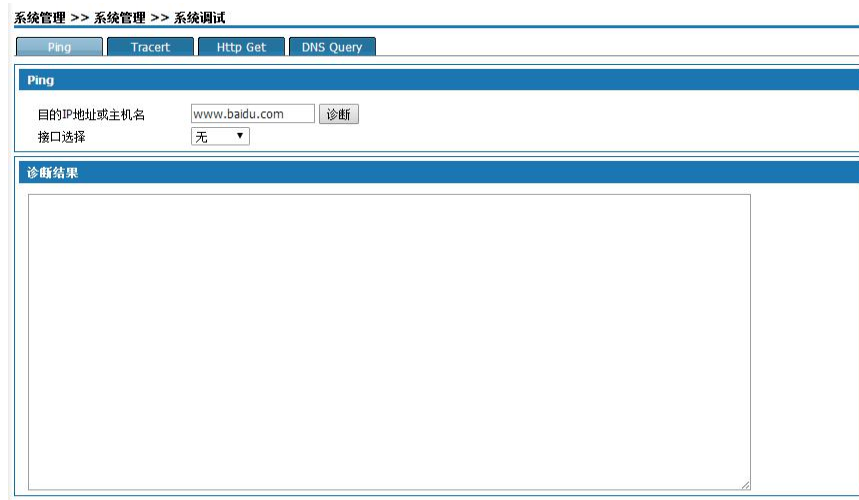 系统管理 >> 系统管理 >> 系统调试
Ping Tracert Http Get DNS Query
Ping
目的IP地址或主机名 www.baidu.com 诊断
接口选择 无
诊断结果